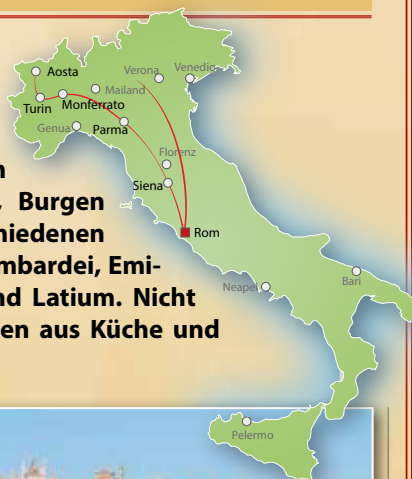 Aosta
Verona
Venedig
Mailand
Turin
Monferrato
Genua
Parma
Florenz
Siena
, Burgen
Rom
hiedenen
mbardei, Emi-
nd Latium. Nicht
Neapel
Bari
en aus Küche und
Pelermo